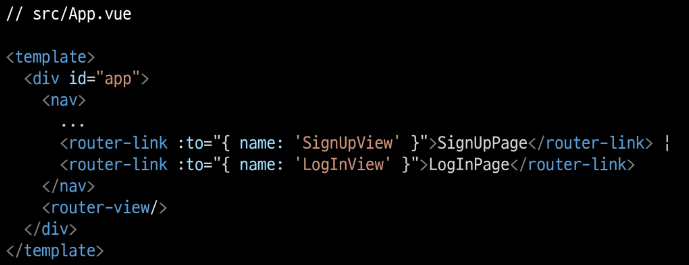 // src/App.vue
<template>
<div id="app">
<nav>
...
<router-link :to="{ name: 'SignUpView' }">SignUpPage</router-link> |
<router-link :to="{ name: 'LogInView' }">LogInPage</router-link>
</nav>
<router-view/>
</div>
</template>